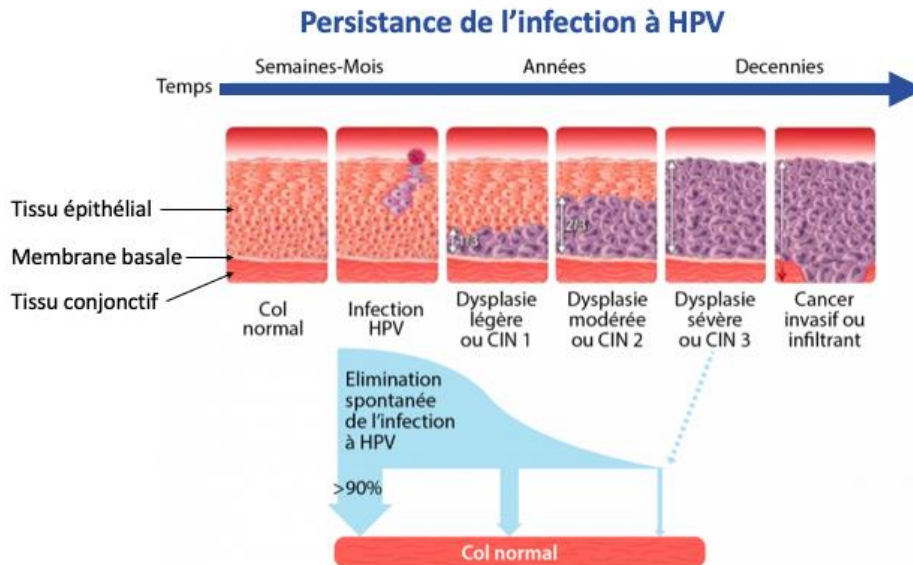 Persistance de l'infection à HPV
Semaines-Mois
Années
Decennies
Temps
Tissu épithélial
Membrane basale
Tissu conjonctif
1/3
2/3
Col
normal
Infection
HPV
Dysplasie
légère
ou CIN 1
Dysplasie
modérée
ou CIN 2
Dysplasie
sévère
ou CIN 3
Cancer
invasif ou
infiltrant
Elimination
spontanée
de l'infection
à HPV
>90%
Col normal